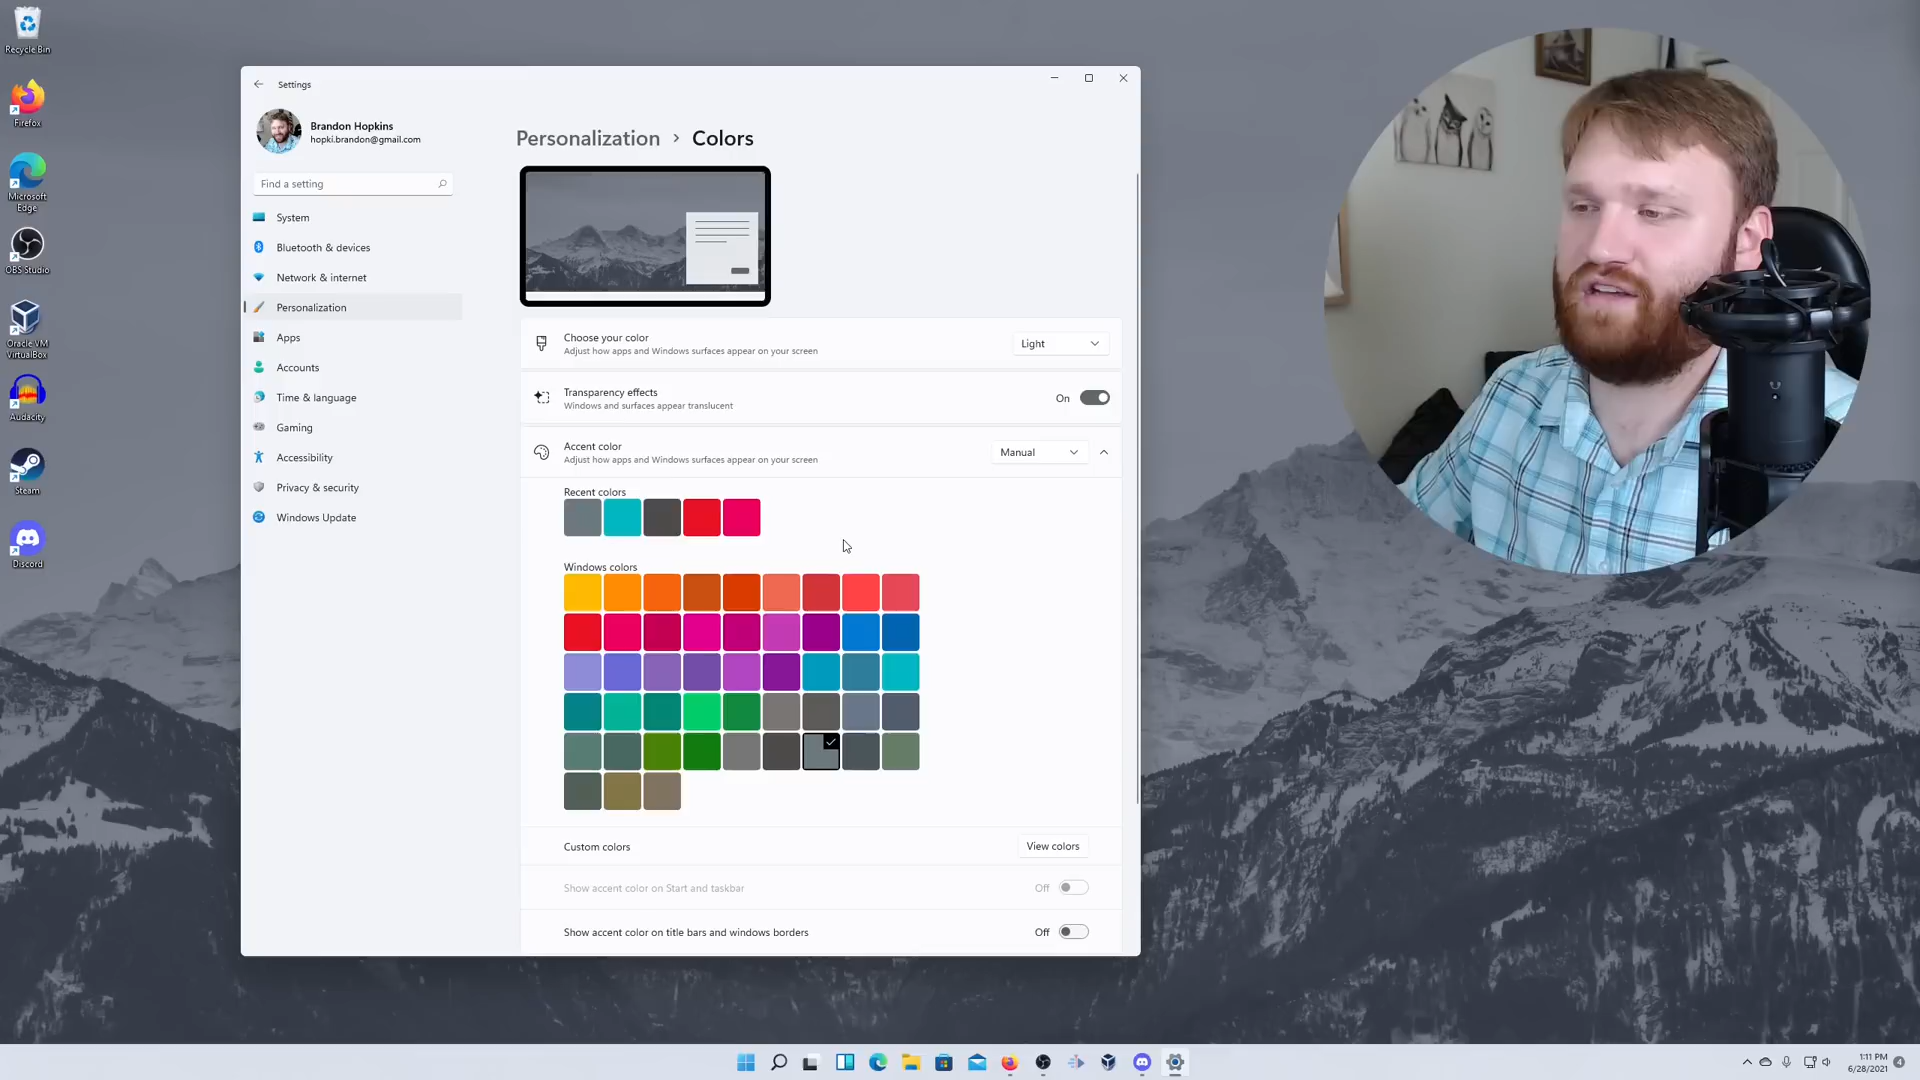 Recycle Bin
Firefox
Microsoft
Edge
OBS Studio
Oracle VM
VirtualBox
Audacity
Steam
Discord
Settings
Brandon Hopkins
hopki.brandon@gmail.com
Find a setting
System
Bluetooth & devices
Network & internet
Personalization
Apps
Accounts
Time & language
Gaming
Accessibility
Privacy & security
Windows Update
Personalization › Colors
Choose your color
Adjust how apps and Windows surfaces appear on your screen
Light
Transparency effects
Windows and surfaces appear translucent
On
Accent color
Adjust how apps and Windows surfaces appear on your screen
Manual
Recent colors
Windows colors
Custom colors
View colors
Show accent color on Start and taskbar
Off
Show accent color on title bars and windows borders
Off
1:11 PM
6/28/2021
4